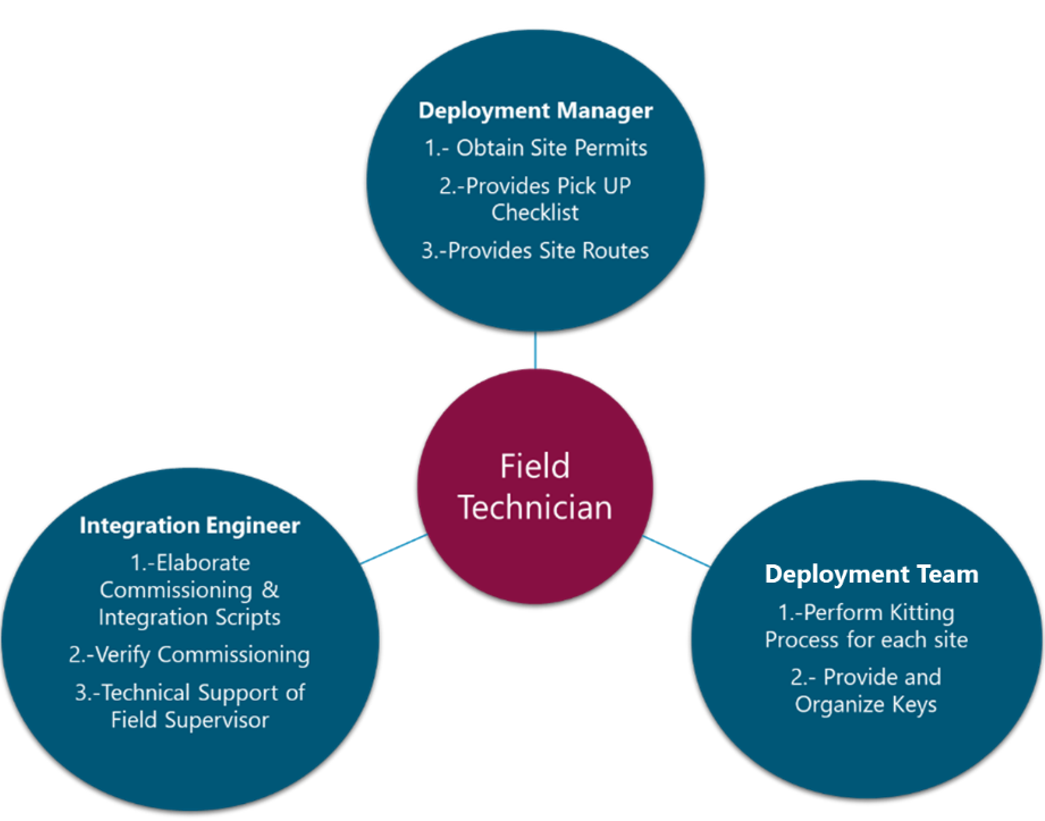 Deployment Manager
1.- Obtain Site Permits
2.-Provides Pick UP
Checklist
3.-Provides Site Routes
Field
Technician
Integration Engineer
1.-Elaborate
Commissioning &
Integration Scripts
2.-Verify Commissioning
3.-Technical Support of
Field Supervisor
Deployment Team
1.-Perform Kitting
Process for each site
2.- Provide and
Organize Keys